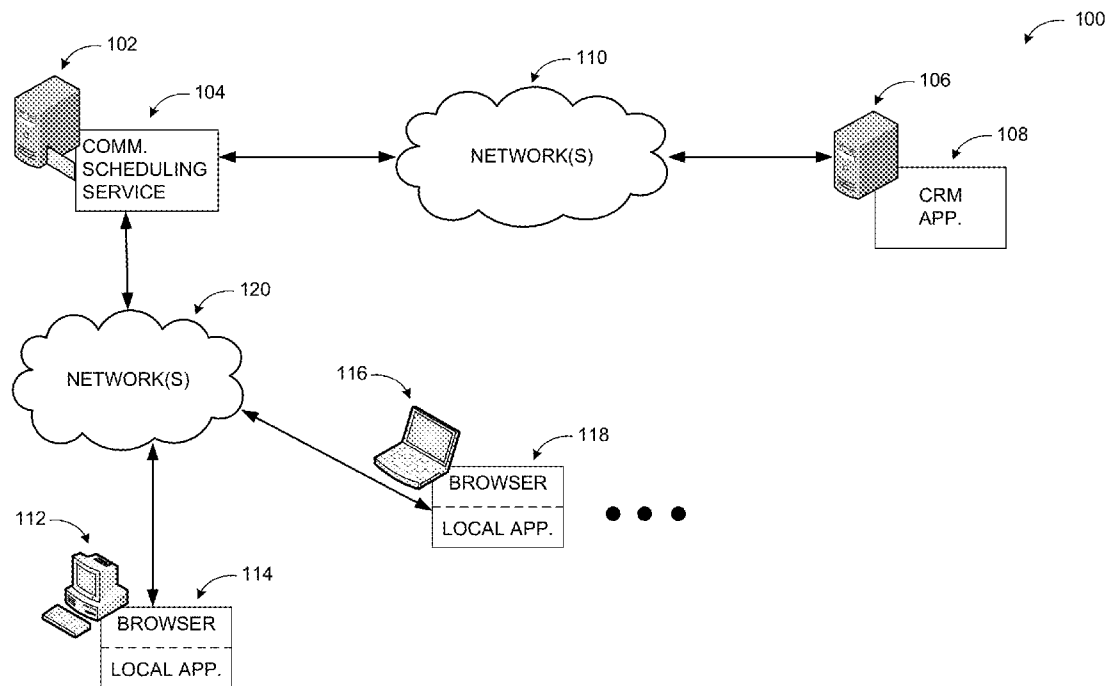 100
102
110
104
106
COMM.
SCHEDULING
SERVICE
NETWORK(S)
108
CRM
APP.
120
NETWORK(S)
116
118
BROWSER
LOCAL APP.
112
114
BROWSER
LOCAL APP.